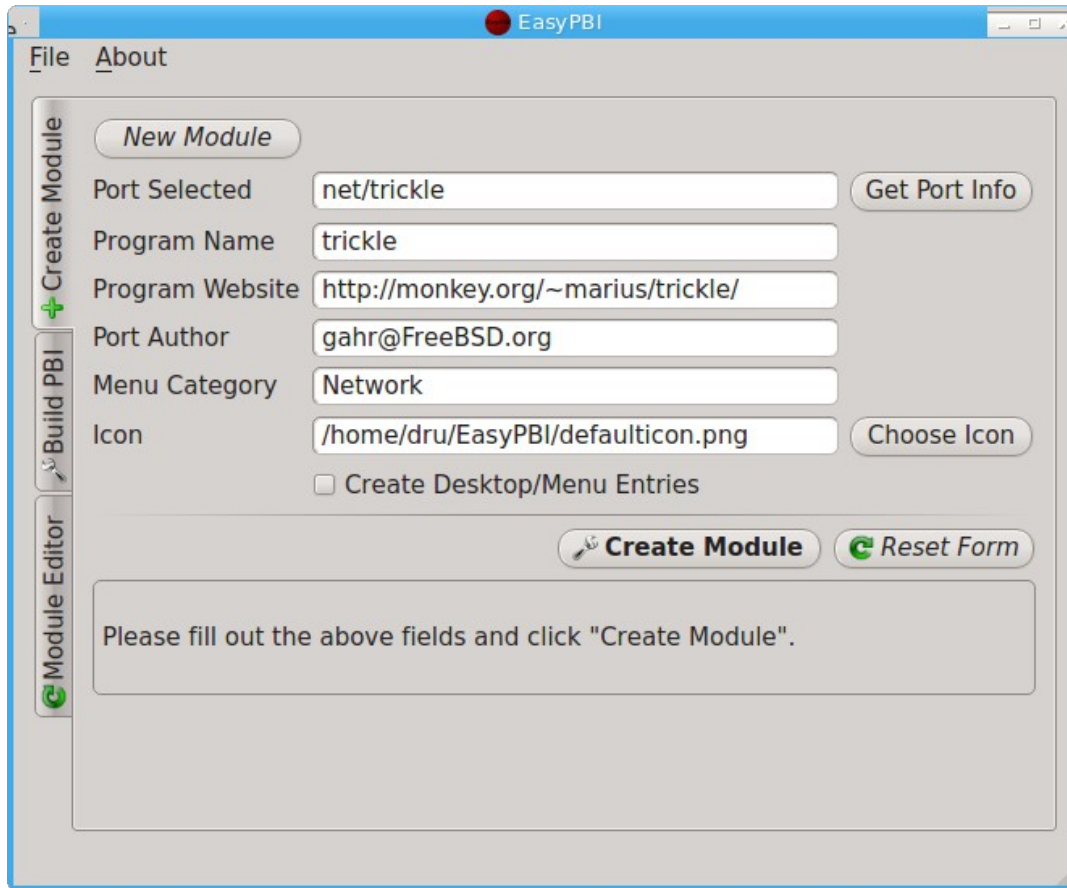 EasyPBI
File About
Create Module
Build PBI
Module Editor
New Module
Port Selected net/trickle Get Port Info
Program Name trickle
Program Website http://monkey.org/~marius/trickle/
Port Author gahr@FreeBSD.org
Menu Category Network
Icon /home/dru/EasyPBI/defaulticon.png Choose Icon
Create Desktop/Menu Entries
Create Module Reset Form
Please fill out the above fields and click "Create Module".